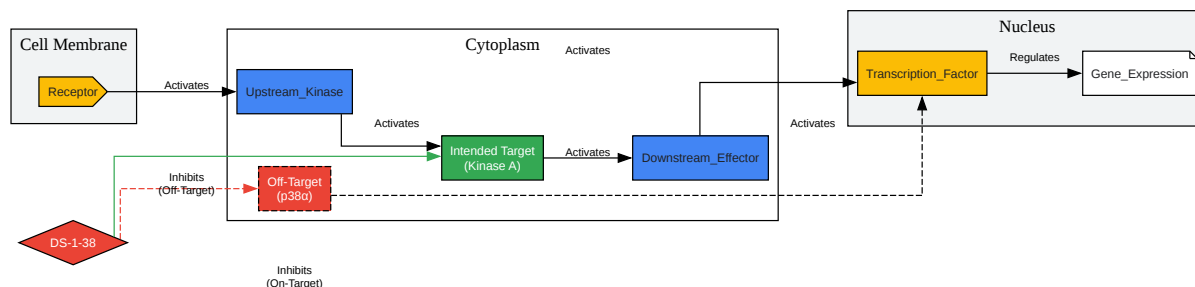 Nucleus
Cell Membrane
Cytoplasm
Activates
Regulates
Transcription_Factor
Gene_Expression
Receptor
Activates
Upstream_Kinase
Activates
Activates
Intended Target
(Kinase A)
Activates
Downstream_Effector
Inhibits
(Off-Target)
Off-Target
(p38α)
DS-1-38
Inhibits
(On-Target)